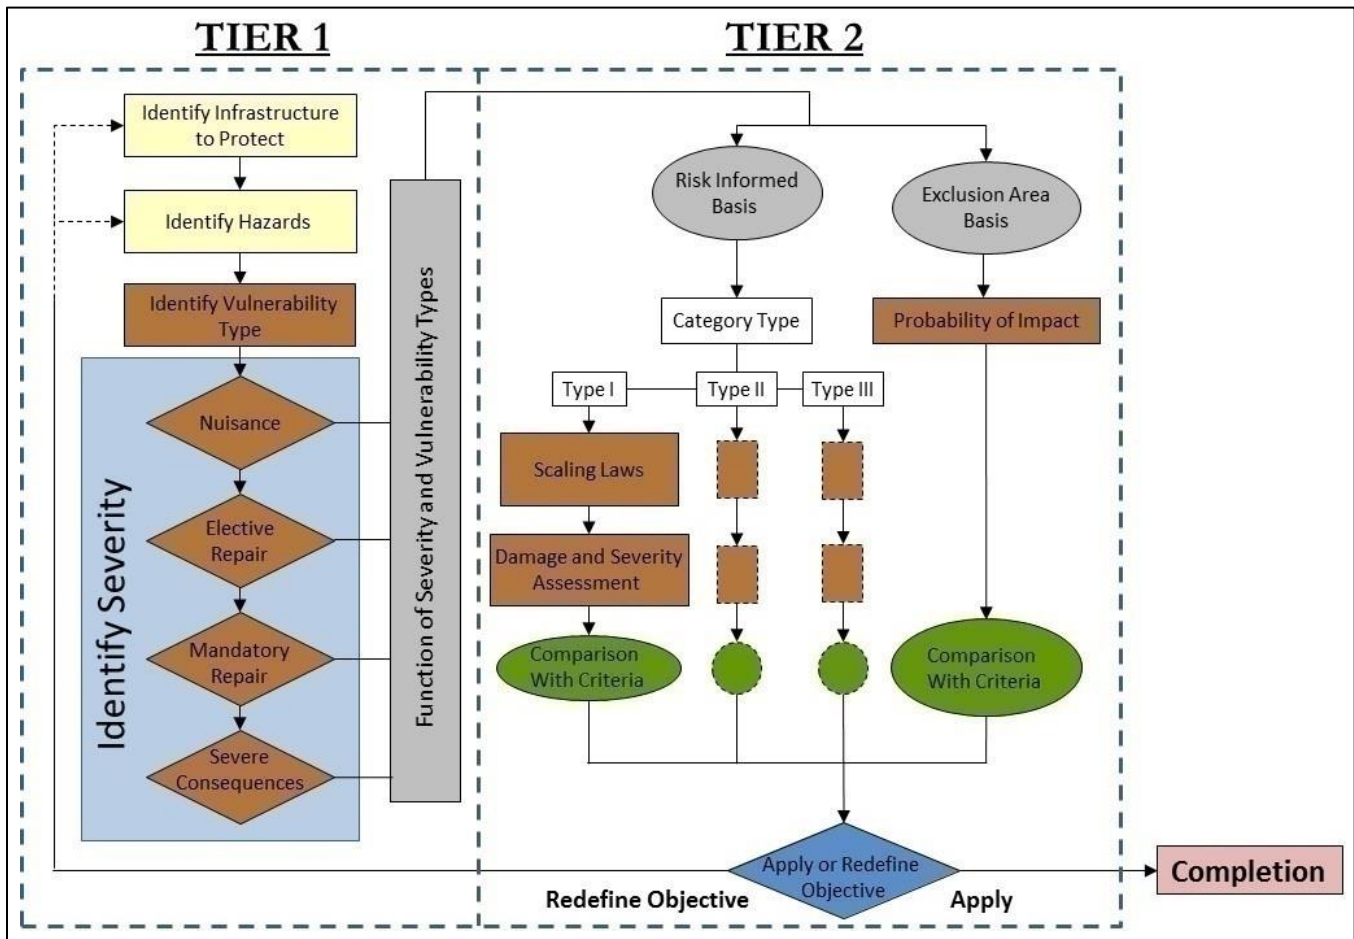 TIER 1
TIER 2
Identify Infrastructure
to Protect
Identify Hazards
Identify Vulnerability
Type
Identify Severity
Nuisance
Elective
Repair
Mandatory
Repair
Severe
Consequences
Function of Severity and Vulnerability Types
Risk Informed
Basis
Exclusion Area
Basis
Category Type
Probability of Impact
Type I
Type II
Type III
Scaling Laws
Damage and Severity
Assessment
Comparison
With Criteria
Comparison
With Criteria
Apply or Redefine
Objective
Redefine Objective
Apply
Completion